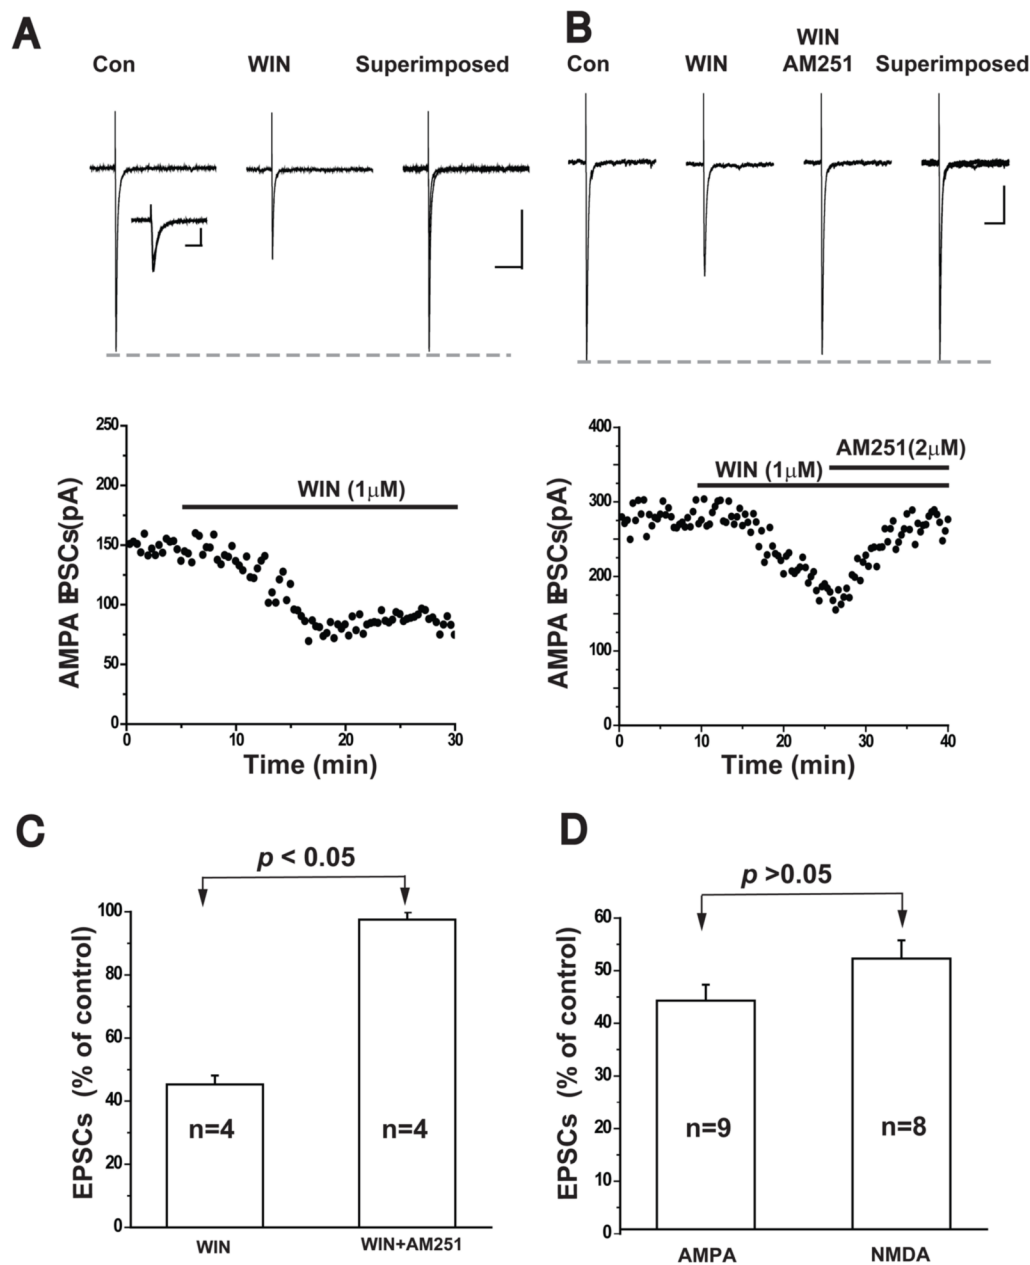 A
Con WIN Superimposed
B
Con WIN WIN AM251 Superimposed
250
200
150
100
50
0
AMPA EPSCs(pA)
WIN (1μM)
0 10 20 30
Time (min)
400
300
200
100
0
AMPA EPSCs(pA)
WIN (1μM)
AM251(2μM)
0 10 20 30 40
Time (min)
C
p < 0.05
100
80
60
40
20
0
EPSCs (% of control)
n=4 n=4
WIN WIN+AM251
D
p >0.05
60
50
40
30
20
10
0
EPSCs (% of control)
n=9 n=8
AMPA NMDA